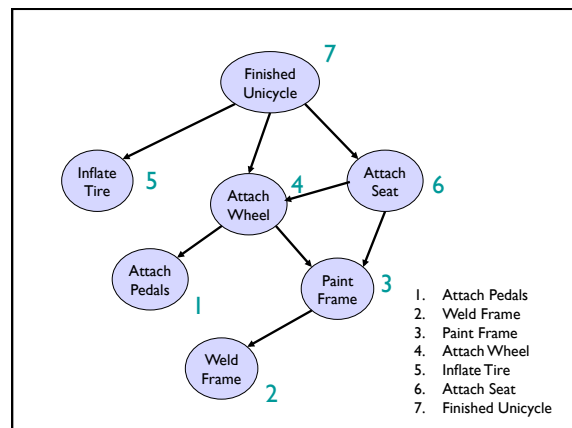 7
Finished
Unicycle
Inflate
Tire
5
Attach
Wheel
4
Attach
Seat
6
Attach
Pedals
1
Paint
Frame
3
Weld
Frame
2
1. Attach Pedals
2. Weld Frame
3. Paint Frame
4. Attach Wheel
5. Inflate Tire
6. Attach Seat
7. Finished Unicycle